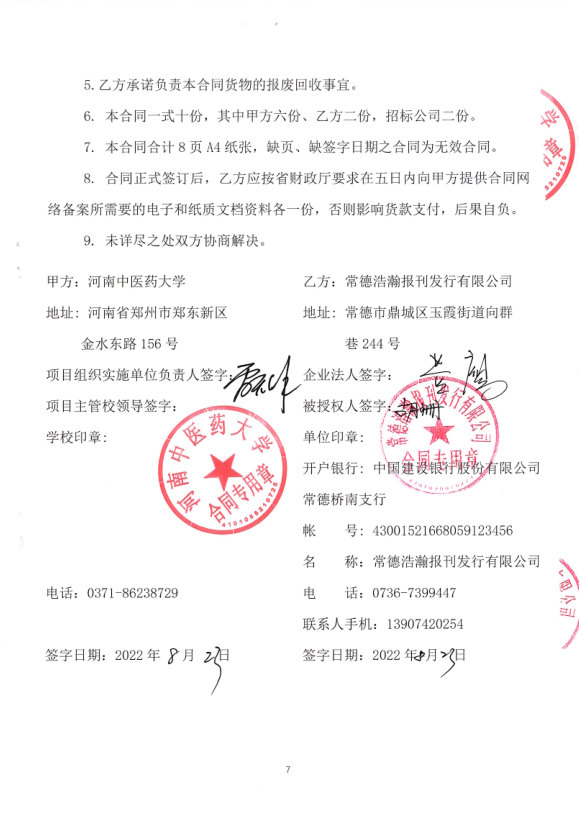 5.乙方承诺负责本合同货物的报废回收事宜。
6. 本合同一式十份，其中甲方六份、乙方二份，招标公司二份。
7. 本合同合计 8 页 A4 纸张，缺页、缺签字日期之合同为无效合同。
8. 合同正式签订后，乙方应按省财政厅要求在五日内向甲方提供合同网
络备案所需要的电子和纸质文档资料各一份，否则影响货款支付，后果自负。
9. 未详尽之处双方协商解决。
甲方：河南中医药大学
地址：河南省郑州市郑东新区
金水东路 156 号
项目组织实施单位负责人签字：
项目主管校领导签字：
学校印章：
河南中医药大学
合同专用章
4101008210725
电话：0371-86238729
签字日期：2022 年 8 月 23日
乙方：常德浩瀚报刊发行有限公司
地址：常德市鼎城区玉霞街道向群
巷 244 号
企业法人签字：
被授权人签字：
单位印章：
常德浩瀚报刊发行有限公司
合同专用章
开户银行：中国建设银行股份有限公司
常德桥南支行
帐 号：43001521668059123456
名 称：常德浩瀚报刊发行有限公司
电 话：0736-7399447
联系人手机：13907420254
签字日期：2022 年8月23日
7